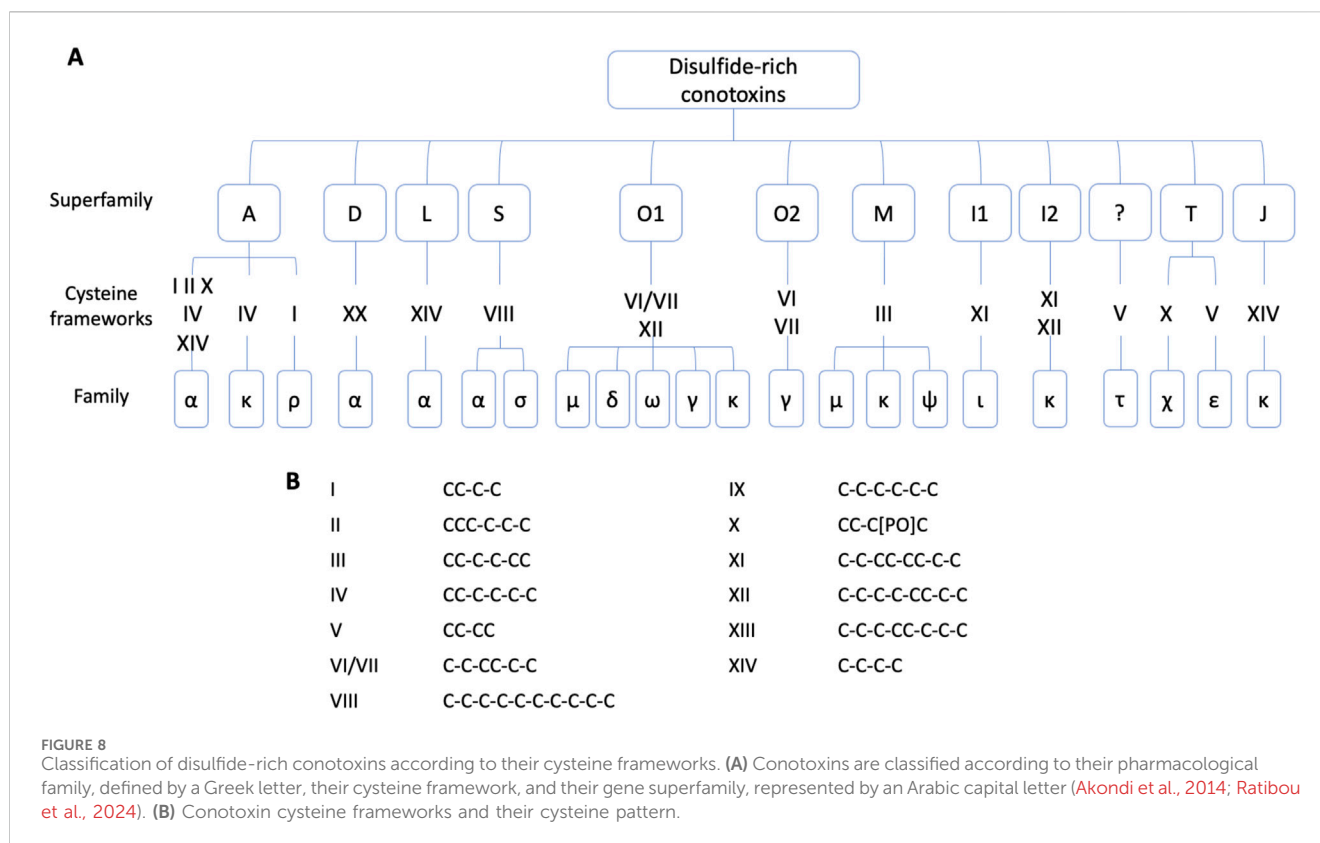 A
Disulfide-rich
conotoxins
Superfamily
A D L S O1 O2 M I1 I2 ? T J
Cysteine
frameworks
I II X
IV
XIV
IV
I
XX
XIV
VIII
VI/VII
XII
VI
VII
III
XI
XI
XII
V
X
V
XIV
Family
α κ ρ α α α σ μ δ ω γ κ γ μ κ ψ ι κ τ χ ε κ
B
I CC-C-C
II CCC-C-C-C
III CC-C-C-CC
IV CC-C-C-C-C
V CC-CC
VI/VII C-C-CC-C-C
VIII C-C-C-C-C-C-C-C-C-C
IX C-C-C-C-C-C
X CC-C[PO]C
XI C-C-CC-CC-C-C
XII C-C-C-C-CC-C-C
XIII C-C-C-CC-C-C-C
XIV C-C-C-C
FIGURE 8
Classification of disulfide-rich conotoxins according to their cysteine frameworks. (A) Conotoxins are classified according to their pharmacological
family, defined by a Greek letter, their cysteine framework, and their gene superfamily, represented by an Arabic capital letter (Akondi et al., 2014; Ratibou
et al., 2024). (B) Conotoxin cysteine frameworks and their cysteine pattern.